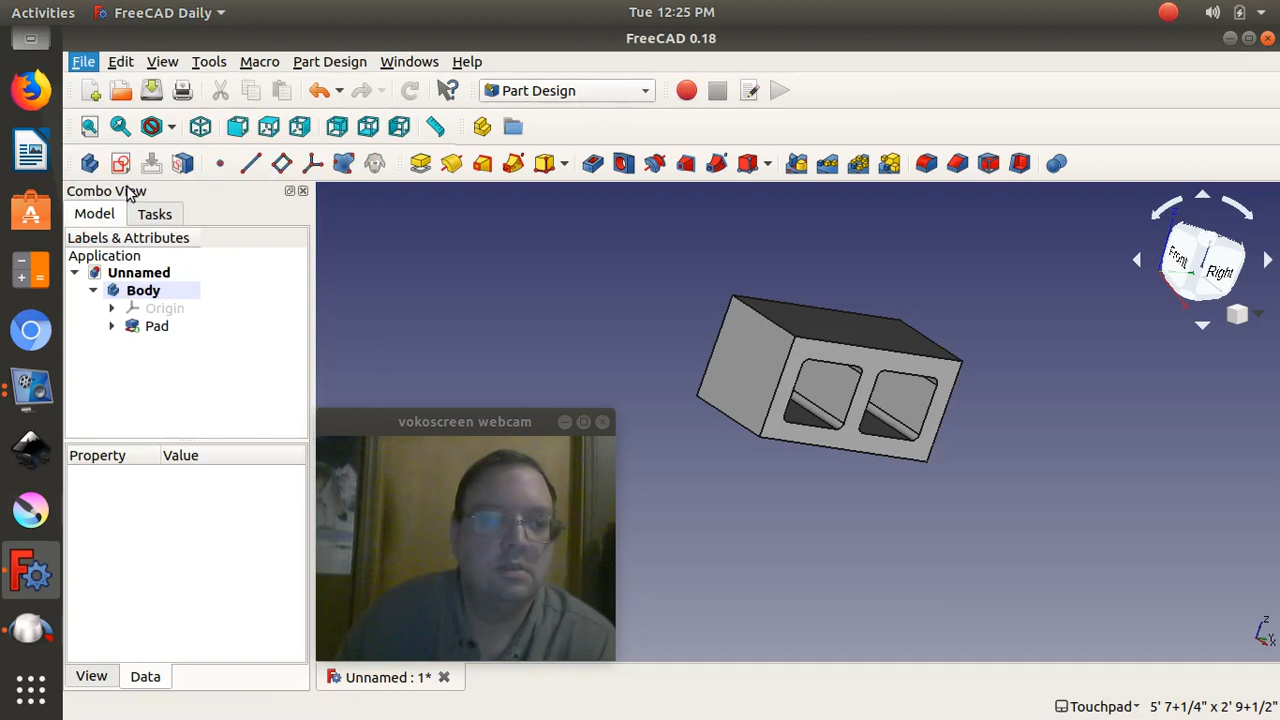 Activities FreeCAD Daily Tue 12:25 PM
FreeCAD 0.18
File Edit View Tools Macro Part Design Windows Help
Part Design
Combo View
Model Tasks
Labels & Attributes
Application
Unnamed
Body
Origin
Pad
Front Right
vokoscreen webcam
Property Value
View Data
Unnamed : 1*
Z
Y
X
Touchpad 5' 7+1/4" x 2' 9+1/2"